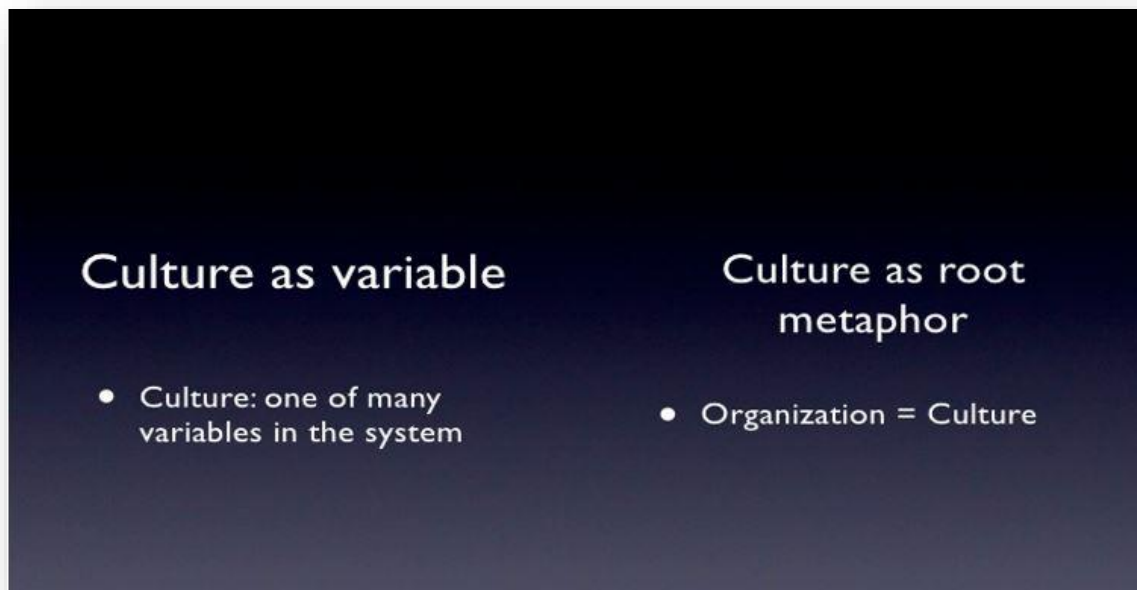 Culture as variable
• Culture: one of many
variables in the system
Culture as root
metaphor
• Organization = Culture